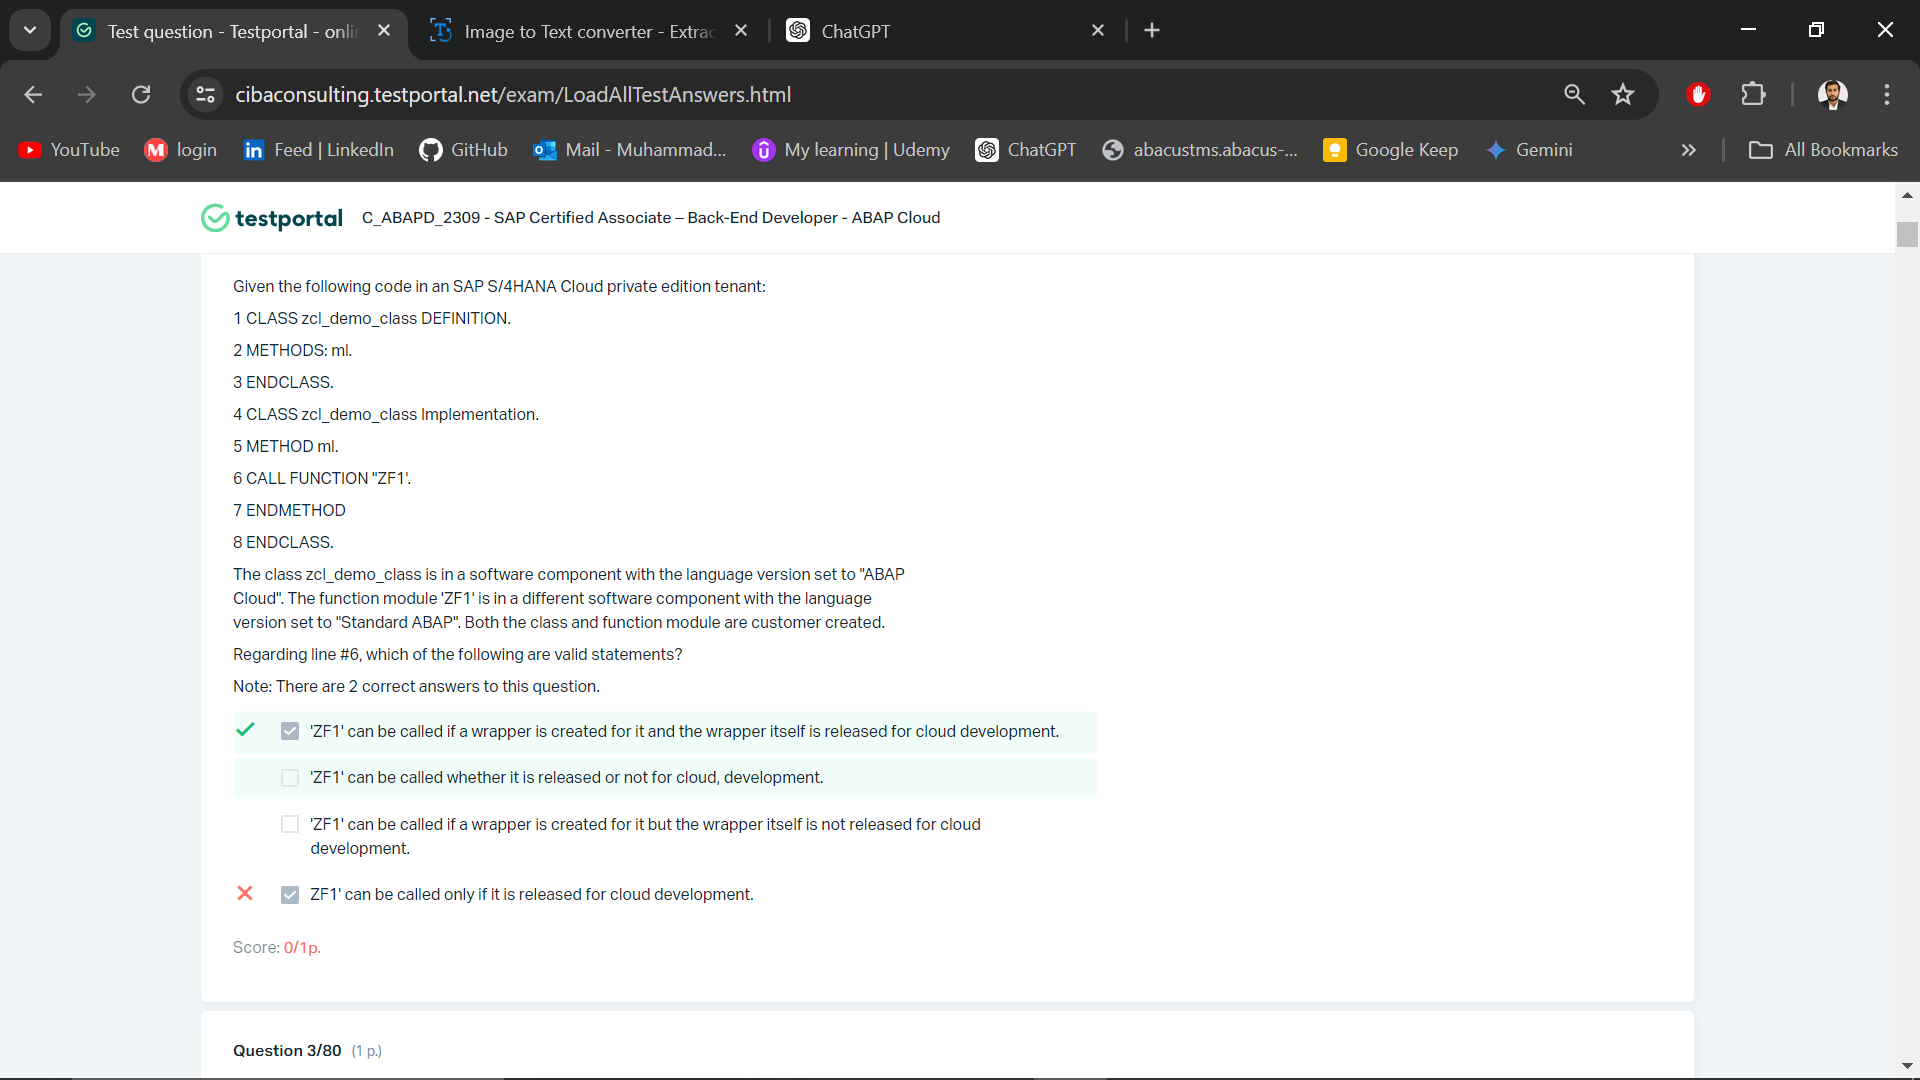 Test question - Testportal - onli
Image to Text converter - Extrac
ChatGPT
cibaconsulting.testportal.net/exam/LoadAllTestAnswers.html
YouTube
login
Feed | LinkedIn
GitHub
Mail - Muhammad...
My learning | Udemy
ChatGPT
abacustms.abacus-...
Google Keep
Gemini
All Bookmarks
testportal C_ABAPD_2309 - SAP Certified Associate – Back-End Developer - ABAP Cloud
Given the following code in an SAP S/4HANA Cloud private edition tenant:
1 CLASS zcl_demo_class DEFINITION.
2 METHODS: ml.
3 ENDCLASS.
4 CLASS zcl_demo_class Implementation.
5 METHOD ml.
6 CALL FUNCTION "ZF1'.
7 ENDMETHOD
8 ENDCLASS.
The class zcl_demo_class is in a software component with the language version set to "ABAP
Cloud". The function module 'ZF1' is in a different software component with the language
version set to "Standard ABAP". Both the class and function module are customer created.
Regarding line #6, which of the following are valid statements?
Note: There are 2 correct answers to this question.
'ZF1' can be called if a wrapper is created for it and the wrapper itself is released for cloud development.
'ZF1' can be called whether it is released or not for cloud, development.
'ZF1' can be called if a wrapper is created for it but the wrapper itself is not released for cloud
development.
ZF1' can be called only if it is released for cloud development.
Score: 0/1p.
Question 3/80 (1 p.)